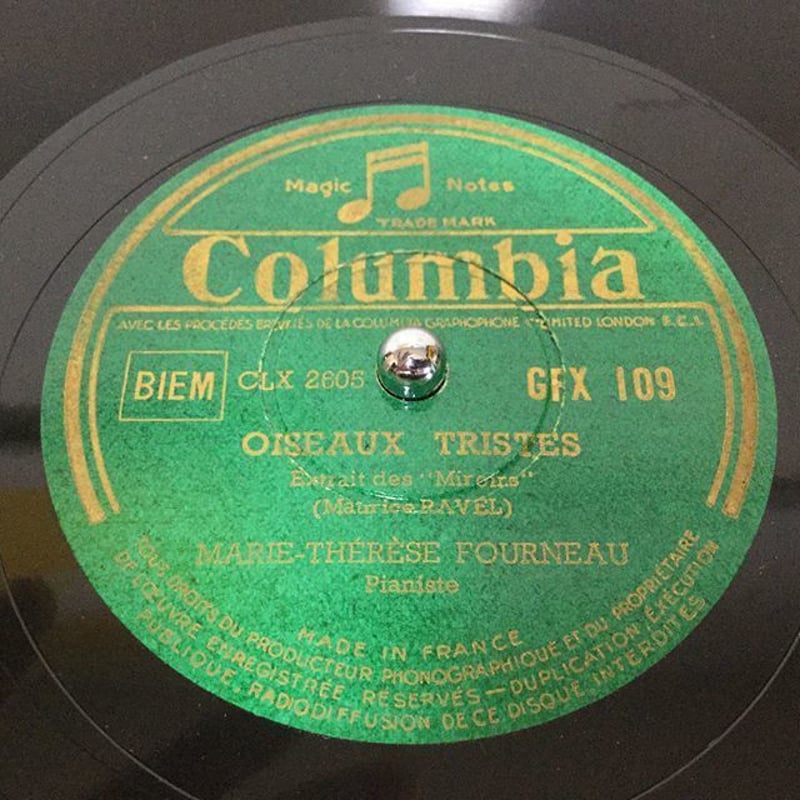 Magic Notes
TRADE MARK
Columbia
AVEC LES PROCÉDÉS BREVETÉS DE LA COLUMBIA GRAPHOPHONE LIMITED LONDON E.C.1.
BIEM CLX 2605 GFX 109
OISEAUX TRISTES
Extrait des "Miroirs"
(Maurice RAVEL)
MARIE-THÉRÈSE FOURNEAU
Pianiste
MADE IN FRANCE
TOUS DROITS DU PRODUCTEUR PHONOGRAPHIQUE ET DU PROPRIÉTAIRE
DE L'ŒUVRE ENREGISTRÉE RÉSERVÉS — DUPLICATION EXÉCUTION
PUBLIQUE, RADIODIFFUSION DE CE DISQUE INTERDITES